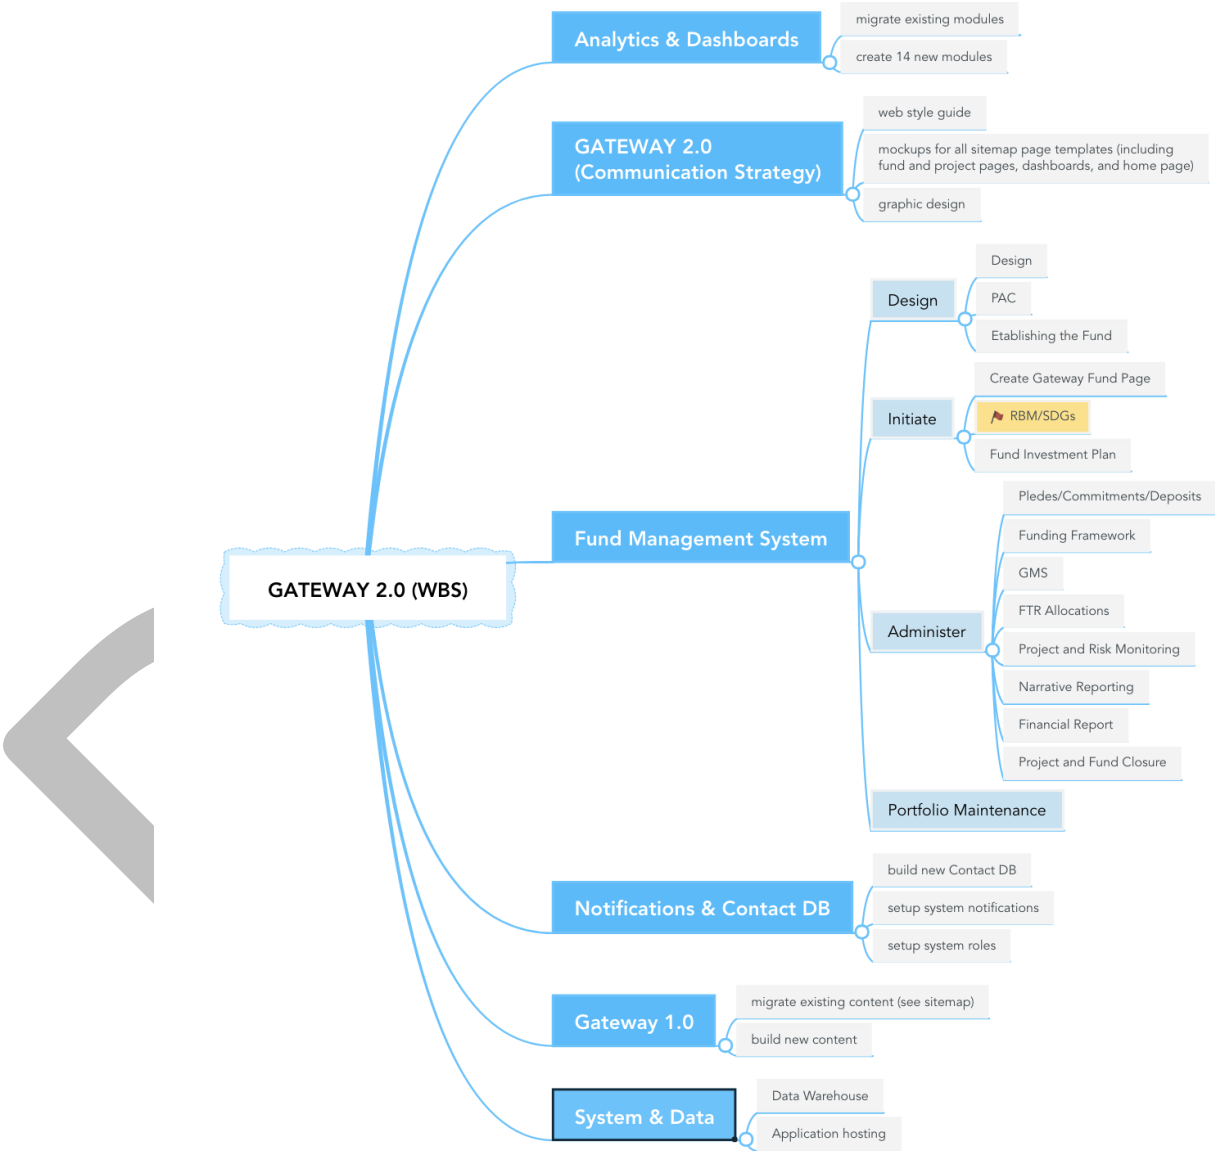 Analytics & Dashboards
migrate existing modules
create 14 new modules
GATEWAY 2.0
(Communication Strategy)
web style guide
mockups for all sitemap page templates (including
fund and project pages, dashboards, and home page)
graphic design
GATEWAY 2.0 (WBS)
Fund Management System
Design
Design
PAC
Etablishing the Fund
Initiate
Create Gateway Fund Page
RBM/SDGs
Fund Investment Plan
Administer
Pledes/Commitments/Deposits
Funding Framework
GMS
FTR Allocations
Project and Risk Monitoring
Narrative Reporting
Financial Report
Project and Fund Closure
Portfolio Maintenance
Notifications & Contact DB
build new Contact DB
setup system notifications
setup system roles
Gateway 1.0
migrate existing content (see sitemap)
build new content
System & Data
Data Warehouse
Application hosting